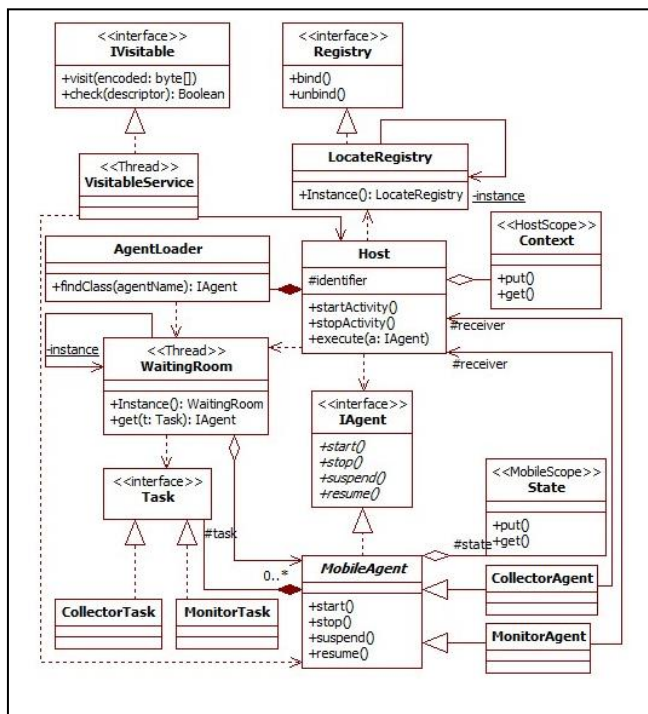 <<interface>>
IVisitable
+visit(encoded: byte[])
+check(descriptor): Boolean
<<interface>>
Registry
+bind()
+unbind()
<<Thread>>
VisitableService
LocateRegistry
+Instance(): LocateRegistry
-instance
AgentLoader
+findClass(agentName): IAgent
Host
#identifier
+startActivity()
+stopActivity()
+execute(a: IAgent)
<<HostScope>>
Context
+put()
+get()
#receiver
#receiver
-instance
<<Thread>>
WaitingRoom
+Instance(): WaitingRoom
+get(t: Task): IAgent
<<interface>>
IAgent
+start()
+stop()
+suspend()
+resume()
<<interface>>
Task
#task
<<MobileScope>>
State
+put()
+get()
#state
0..*
MobileAgent
+start()
+stop()
+suspend()
+resume()
CollectorAgent
MonitorAgent
CollectorTask
MonitorTask